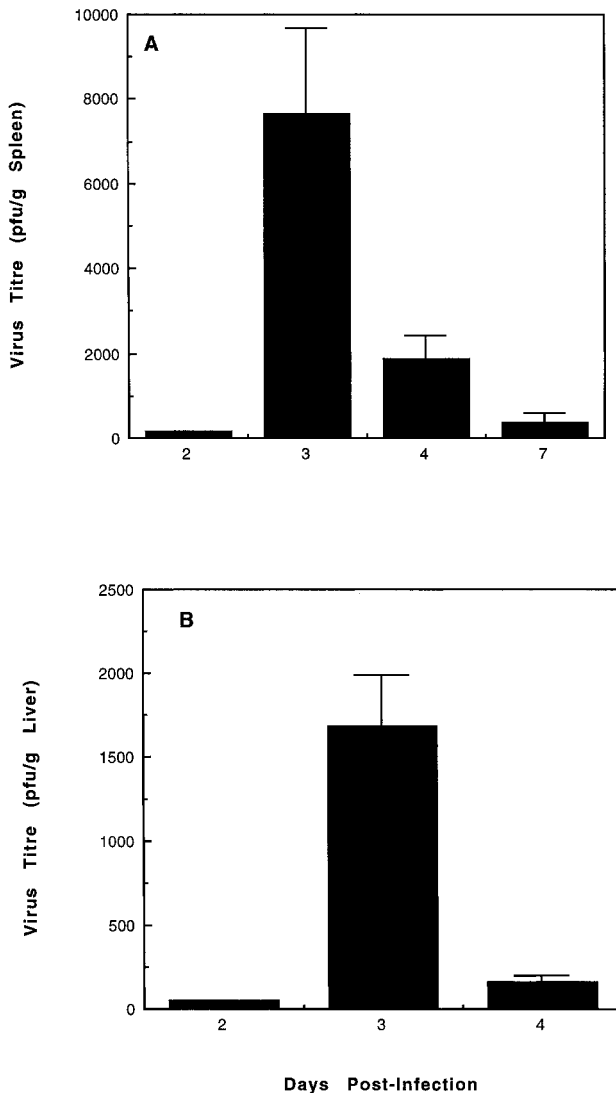 A
Virus Titre (pfu/g Spleen)
10000
8000
6000
4000
2000
0
2 3 4 7
B
Virus Titre (pfu/g Liver)
2500
2000
1500
1000
500
0
2 3 4
Days Post-Infection